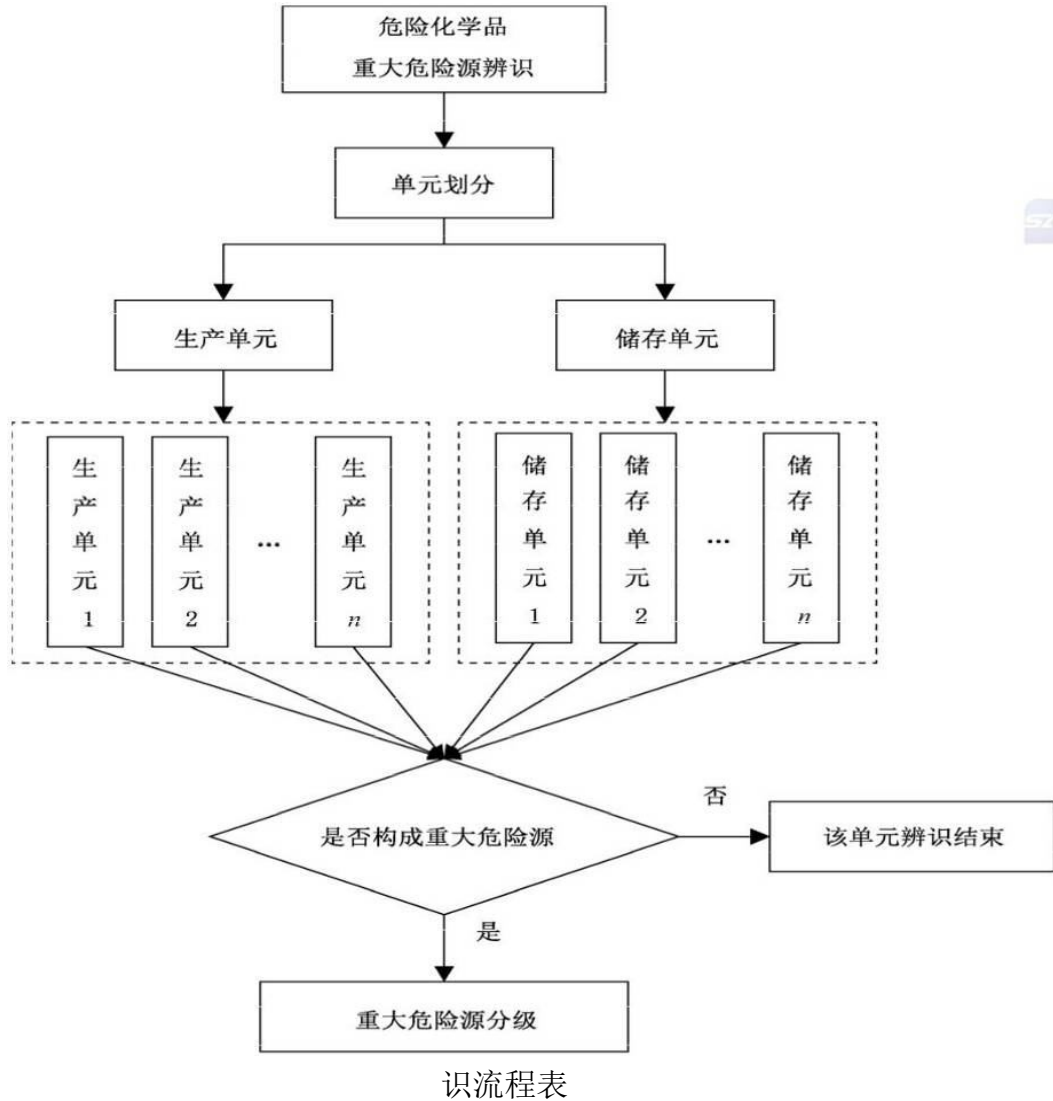 危险化学品
重大危险源辨识
单元划分
生产单元
储存单元
生产单元1
生产单元2
...
生产单元n
储存单元1
储存单元2
...
储存单元n
是否构成重大危险源
否
该单元辨识结束
是
重大危险源分级
识流程表